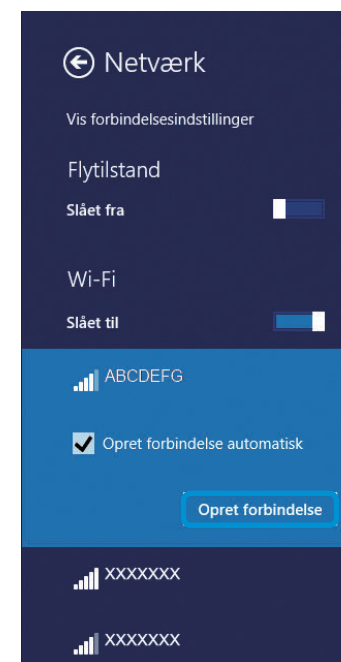 Netværk
Vis forbindelsesindstillinger
Flytilstand
Slået fra
Wi-Fi
Slået til
ABCDEFG
Opret forbindelse automatisk
Opret forbindelse
XXXXXXX
XXXXXXX